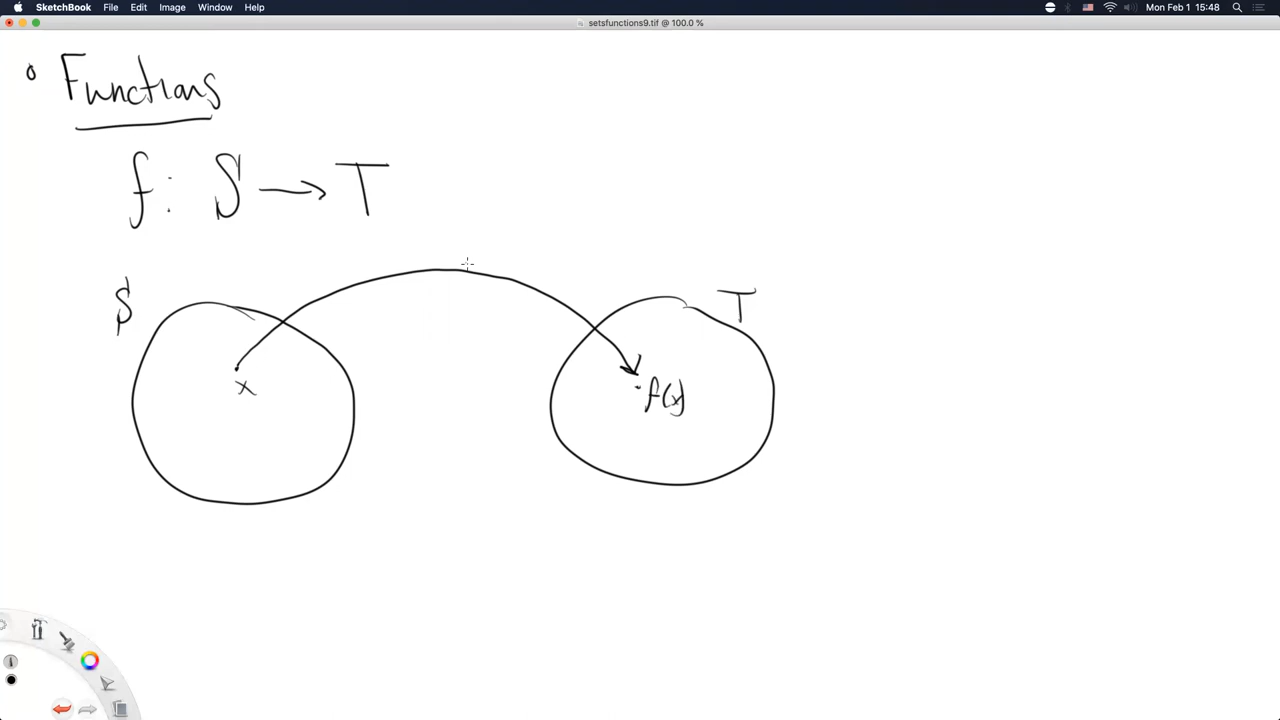 SketchBook File Edit Image Window Help Mon Feb 1 15:48
setsfunctions9.tif @ 100.0 %
Functions
f: S → T
S T
x f(x)